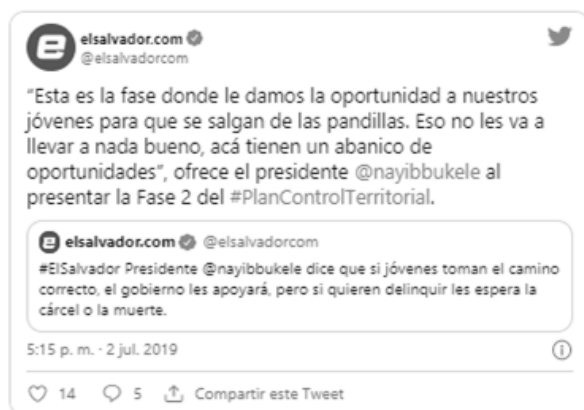 elsalvador.com
@elsalvadorcom
"Esta es la fase donde le damos la oportunidad a nuestros
jóvenes para que se salgan de las pandillas. Eso no les va a
llevar a nada bueno, acá tienen un abanico de
oportunidades", ofrece el presidente @nayibbukele al
presentar la Fase 2 del #PlanControlTerritorial.
elsalvador.com @elsalvadorcom
#ElSalvador Presidente @nayibbukele dice que si jóvenes toman el camino
correcto, el gobierno les apoyará, pero si quieren delinquir les espera la
cárcel o la muerte.
5:15 p. m. · 2 jul. 2019
14 5 Compartir este Tweet